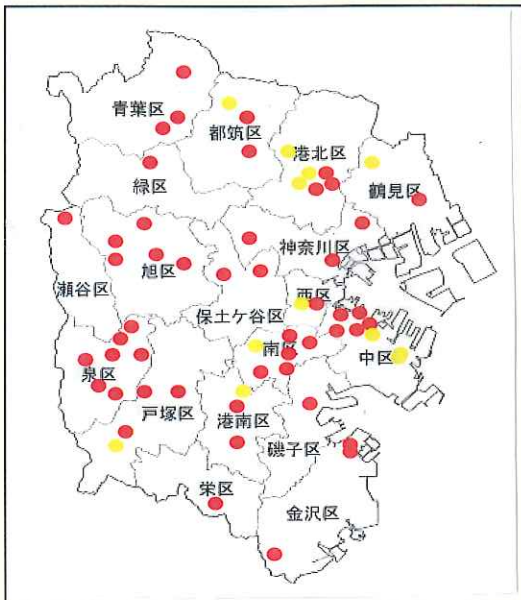 青葉区
都筑区
港北区
緑区
鶴見区
神奈川区
旭区
瀬谷区
西区
保土ケ谷区
南区
中区
泉区
戸塚区
港南区
磯子区
栄区
金沢区